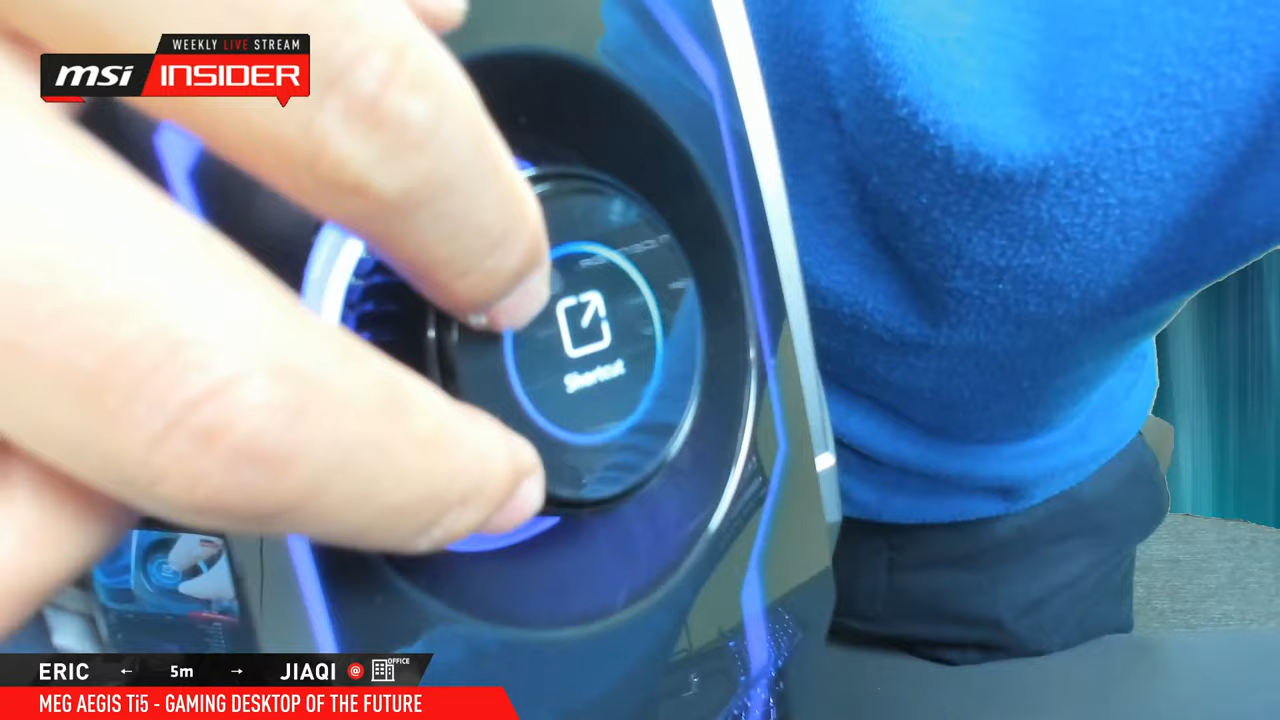 WEEKLY LIVE STREAM
msi INSIDER
Shortcut
ERIC ← 5m → JIAQI @ OFFICE
MEG AEGIS Ti5 - GAMING DESKTOP OF THE FUTURE